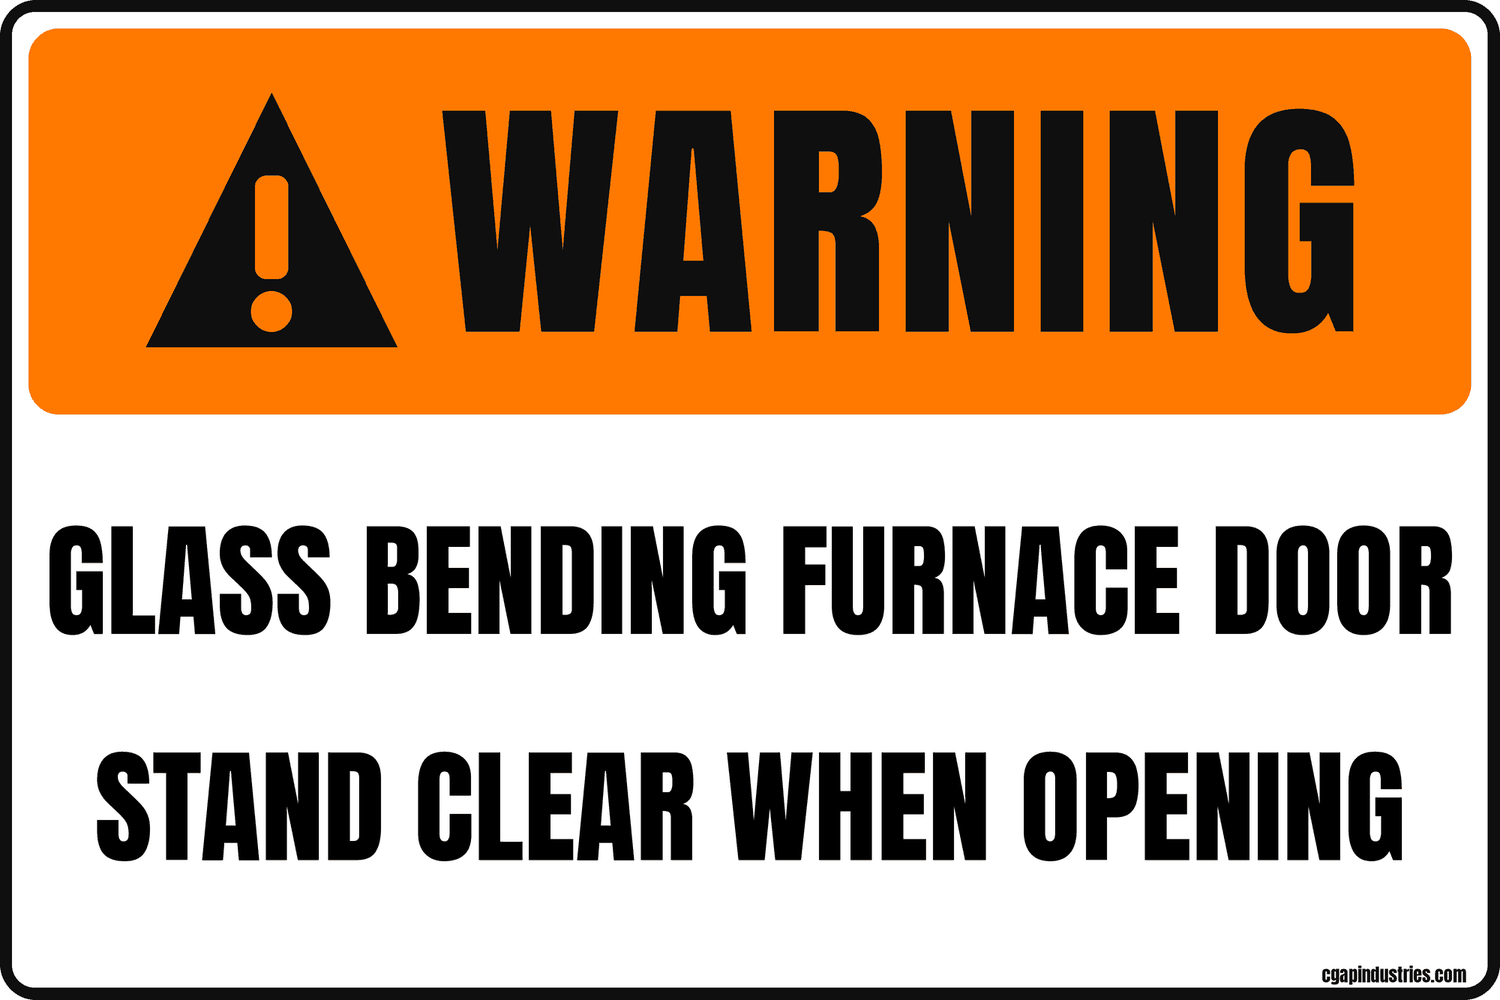 WARNING
GLASS BENDING FURNACE DOOR
STAND CLEAR WHEN OPENING
cgapindustries.com